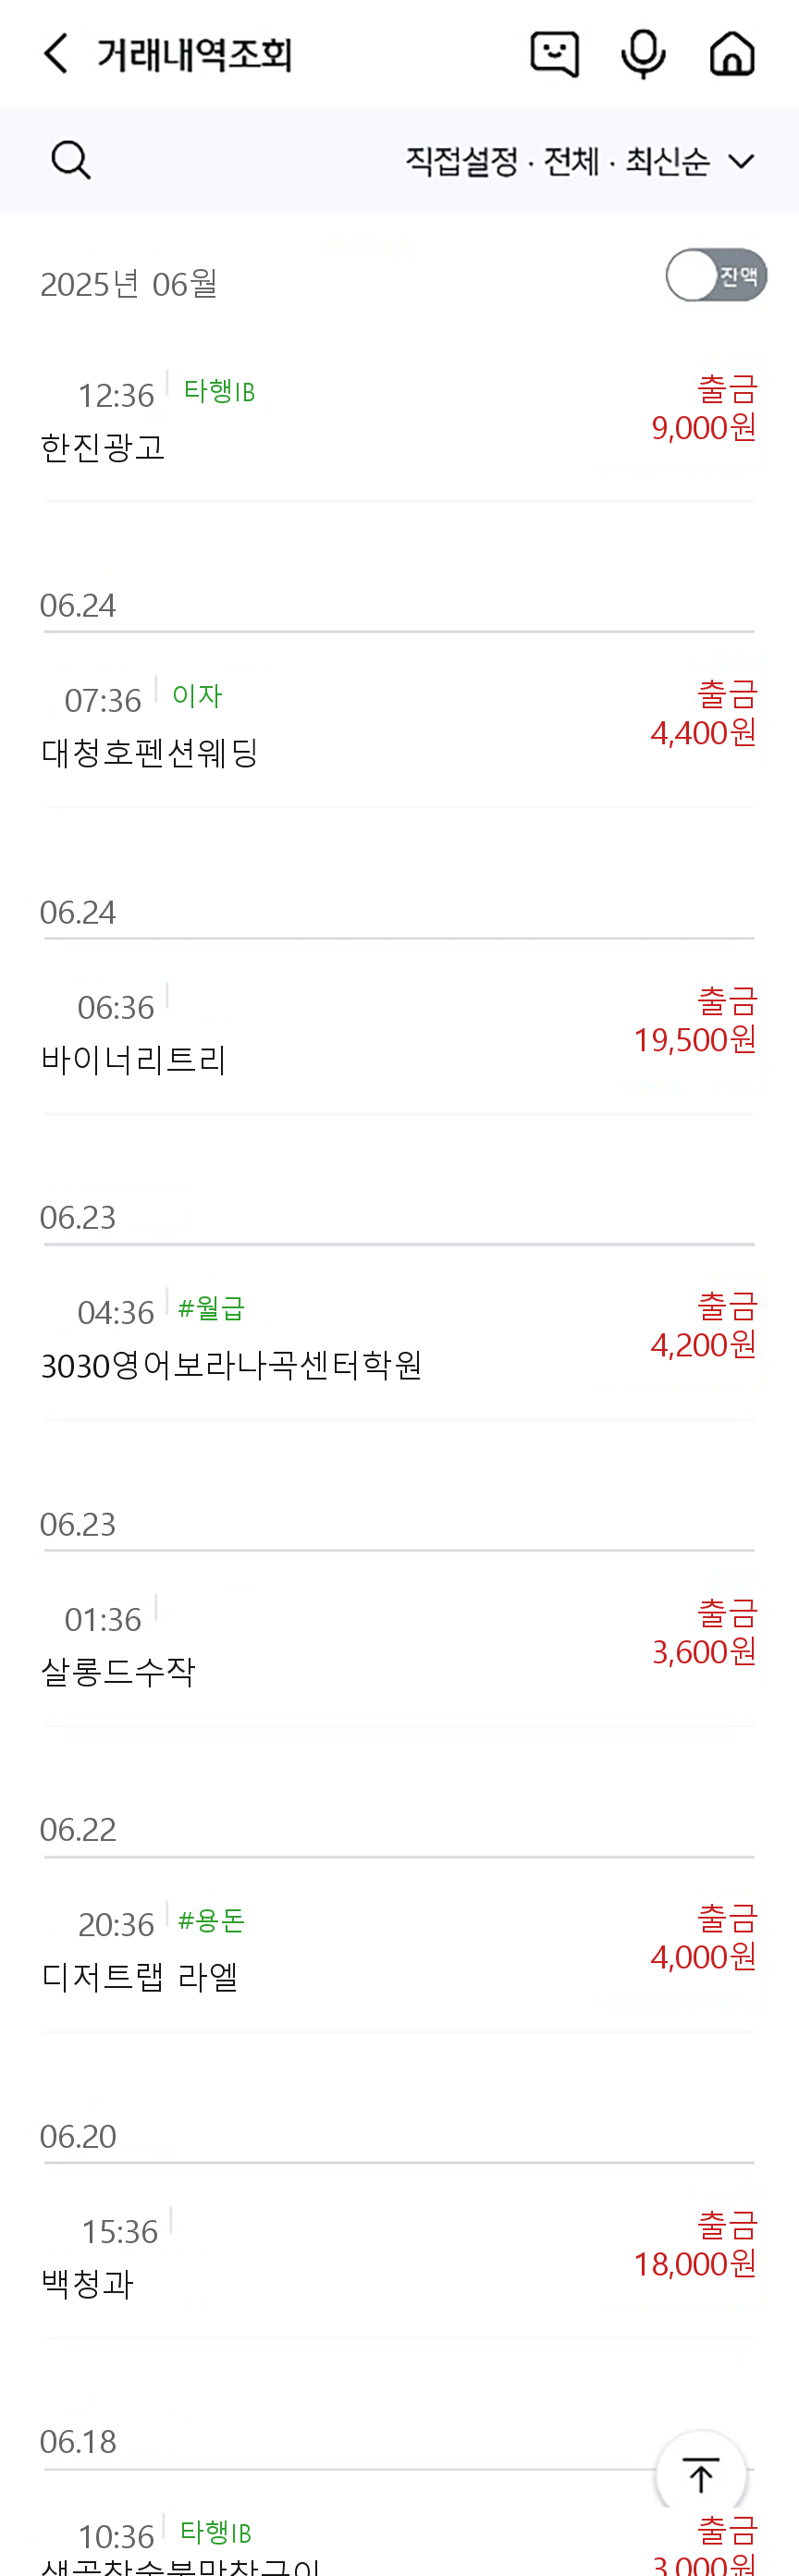 거래내역조회
직접설정 · 전체 · 최신순
2025년 06월
잔액
12:36 타행IB 출금
9,000원
한진광고
06.24
07:36 이자 출금
4,400원
대청호펜션웨딩
06.24
06:36 출금
19,500원
바이너리트리
06.23
04:36 #월급 출금
4,200원
3030영어보라나곡센터학원
06.23
01:36 출금
3,600원
살롱드수작
06.22
20:36 #용돈 출금
4,000원
디저트랩 라엘
06.20
15:36 출금
18,000원
백청과
06.18
10:36 타행IB 출금
3,000원